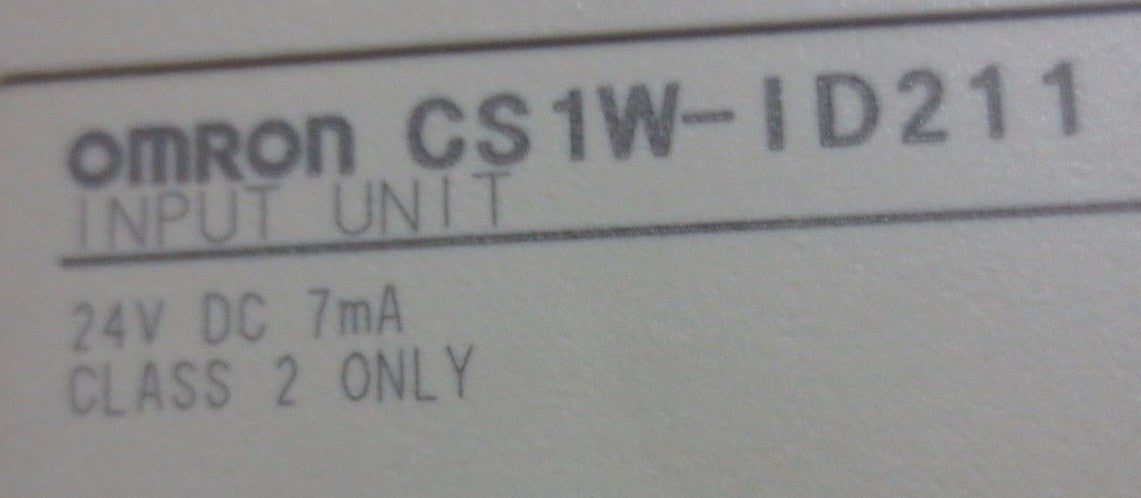 omron CS1W-ID211
INPUT UNIT
24V DC 7mA
CLASS 2 ONLY